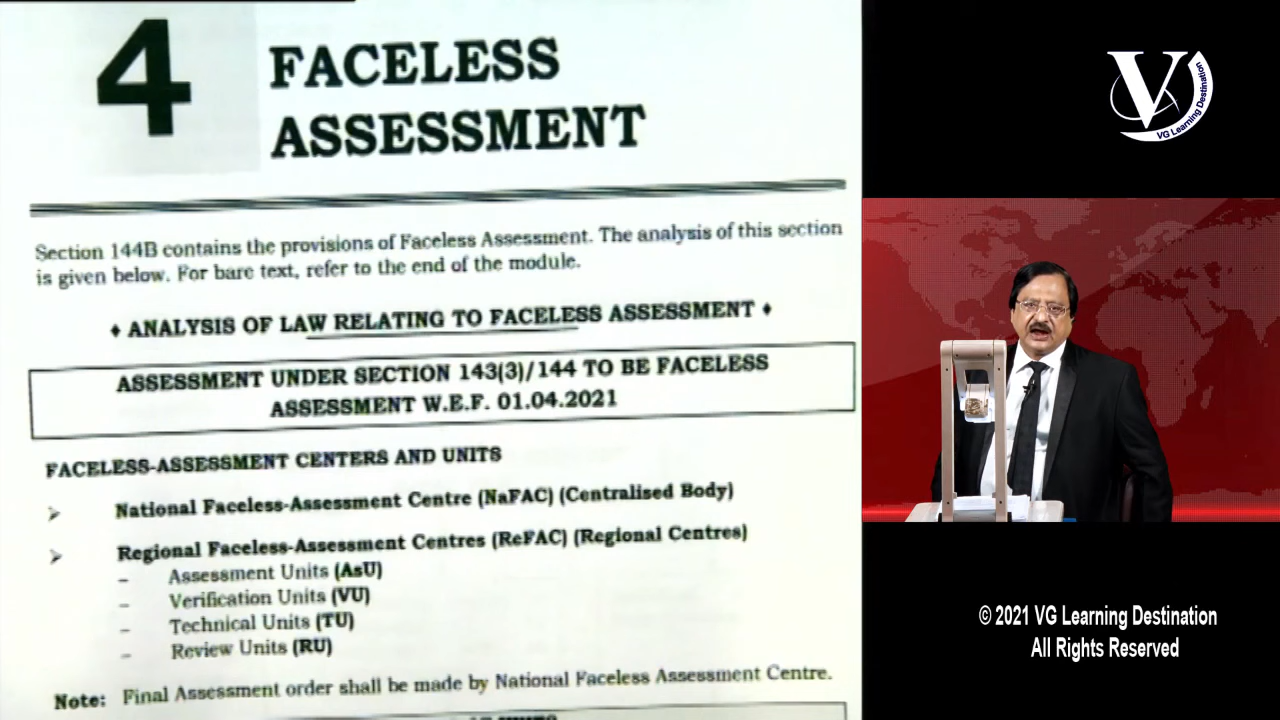 4 FACELESS
ASSESSMENT
Section 144B contains the provisions of Faceless Assessment. The analysis of this section
is given below. For bare text, refer to the end of the module.
♦ ANALYSIS OF LAW RELATING TO FACELESS ASSESSMENT ♦
ASSESSMENT UNDER SECTION 143(3)/144 TO BE FACELESS
ASSESSMENT W.E.F. 01.04.2021
FACELESS-ASSESSMENT CENTERS AND UNITS
➢ National Faceless-Assessment Centre (NaFAC) (Centralised Body)
➢ Regional Faceless-Assessment Centres (ReFAC) (Regional Centres)
– Assessment Units (AsU)
– Verification Units (VU)
– Technical Units (TU)
– Review Units (RU)
Note: Final Assessment order shall be made by National Faceless Assessment Centre.
V
VG Learning Destination
© 2021 VG Learning Destination
All Rights Reserved